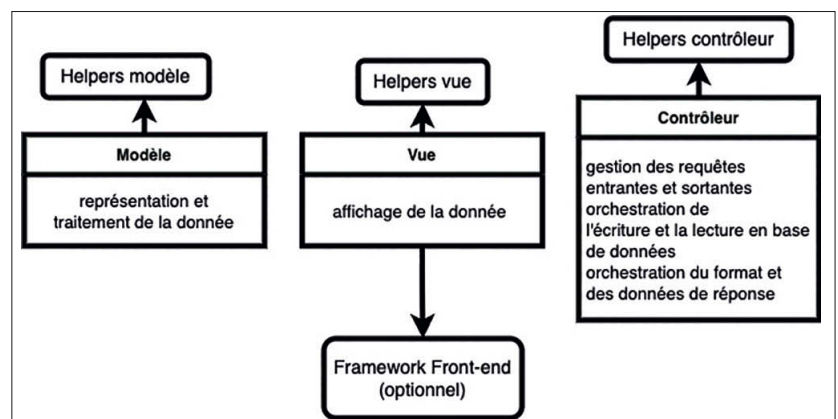 Helpers modèle
Modèle
représentation et
traitement de la donnée
Helpers vue
Vue
affichage de la donnée
Framework Front-end
(optionnel)
Helpers contrôleur
Contrôleur
gestion des requêtes
entrantes et sortantes
orchestration de
l'écriture et la lecture en base
de données
orchestration du format et
des données de réponse